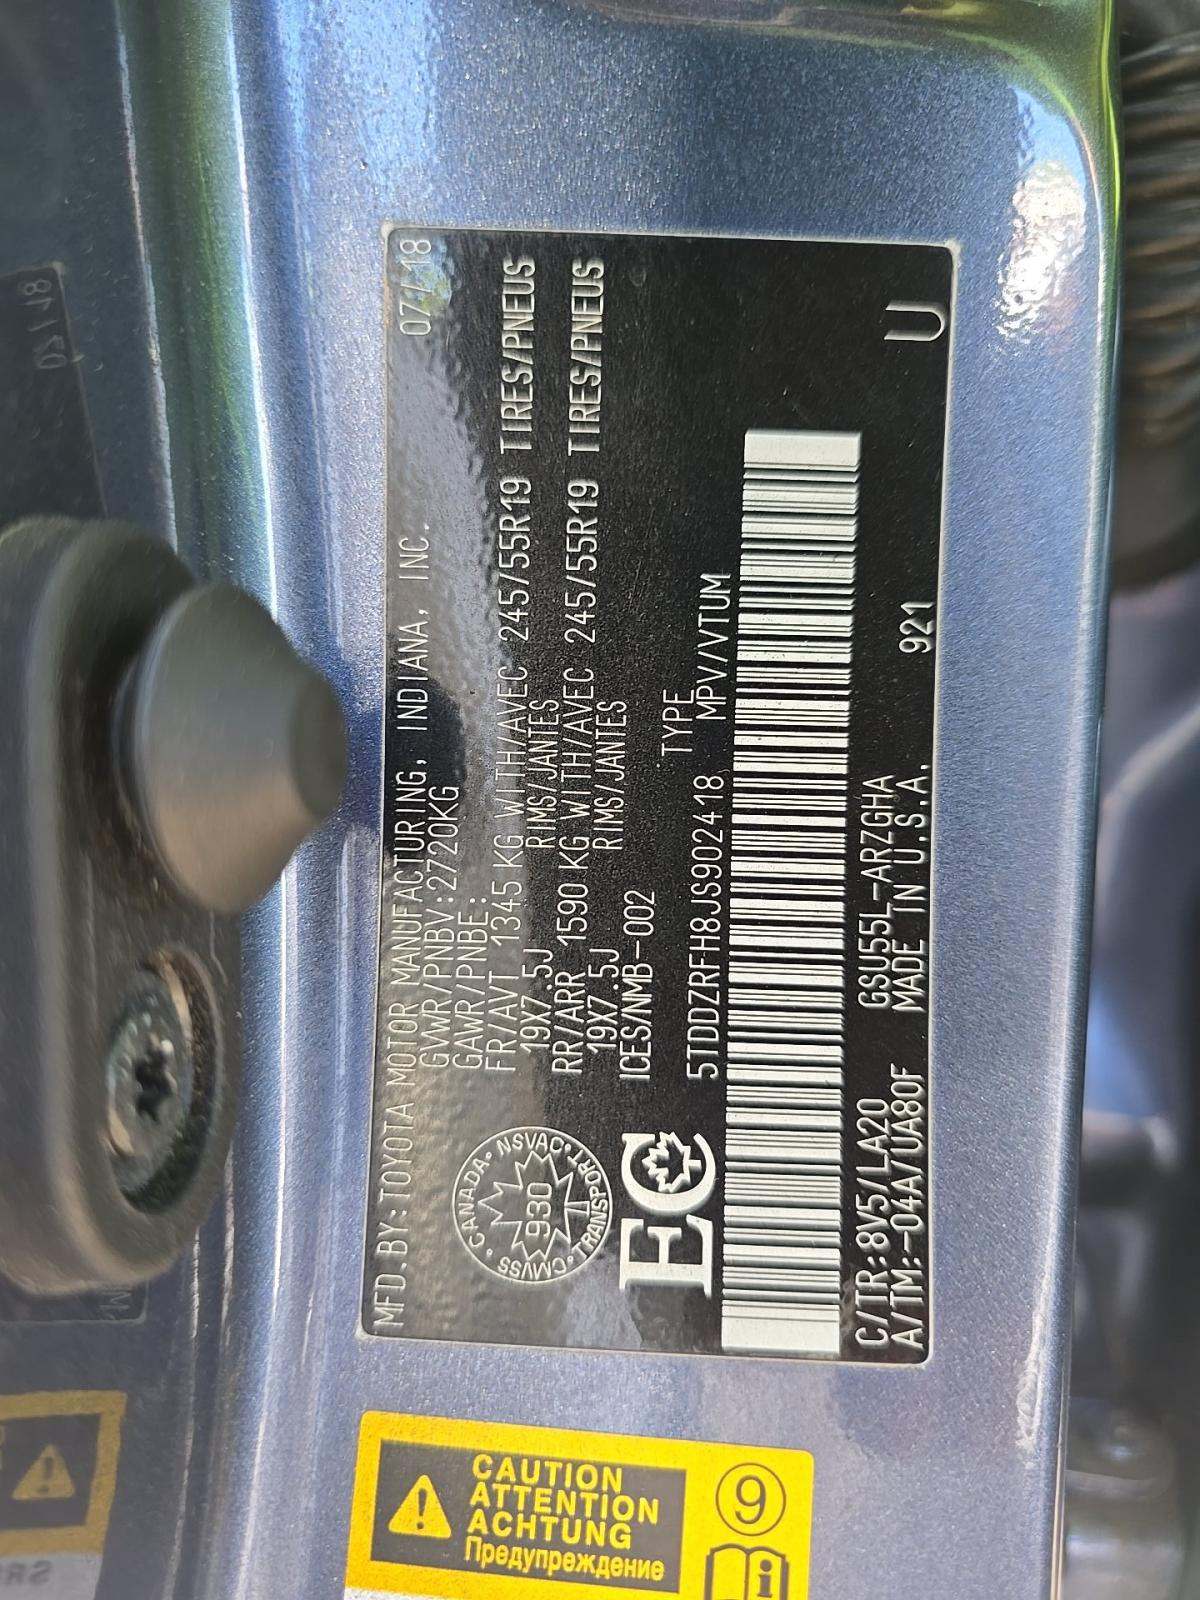 MFD.BY:TOYOTA MOTOR MANUFACTURING, INDIANA, INC. 07/18
GVWR/PNBV:2720KG
GAWR/PNBE:
FR/AVT 1345 KG WITH/AVEC 245/55R19 TIRES/PNEUS
19X7.5J RIMS/JANTES
RR/ARR 1590 KG WITH/AVEC 245/55R19 TIRES/PNEUS
19X7.5J RIMS/JANTES
ICES/NMB-002
CANADA • NSVAC • TRANSPORT • CMVSS •
930
EC
TYPE
5TDDZRFH8JS902418 MPV/VTUM
C/TR:8V5/LA20 GSU55L-ARZGHA
A/TM:-04A/UA80F MADE IN U.S.A. 921 U
CAUTION
ATTENTION
ACHTUNG
Предупреждение
9
i